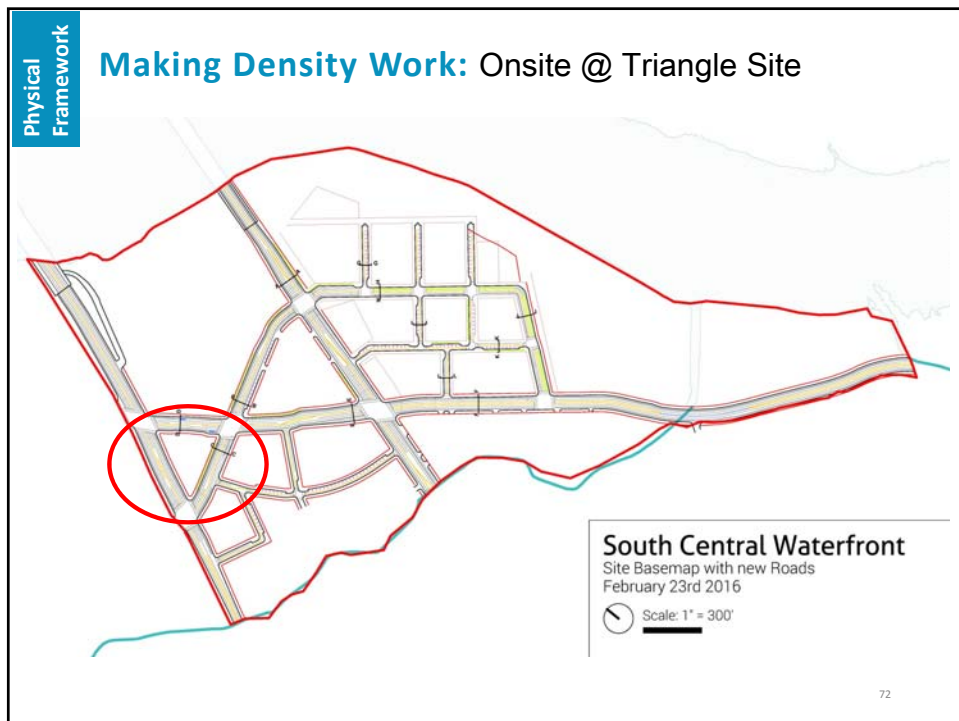 Physical
Framework
Making Density Work: Onsite @ Triangle Site
South Central Waterfront
Site Basemap with new Roads
February 23rd 2016
Scale: 1" = 300'
72